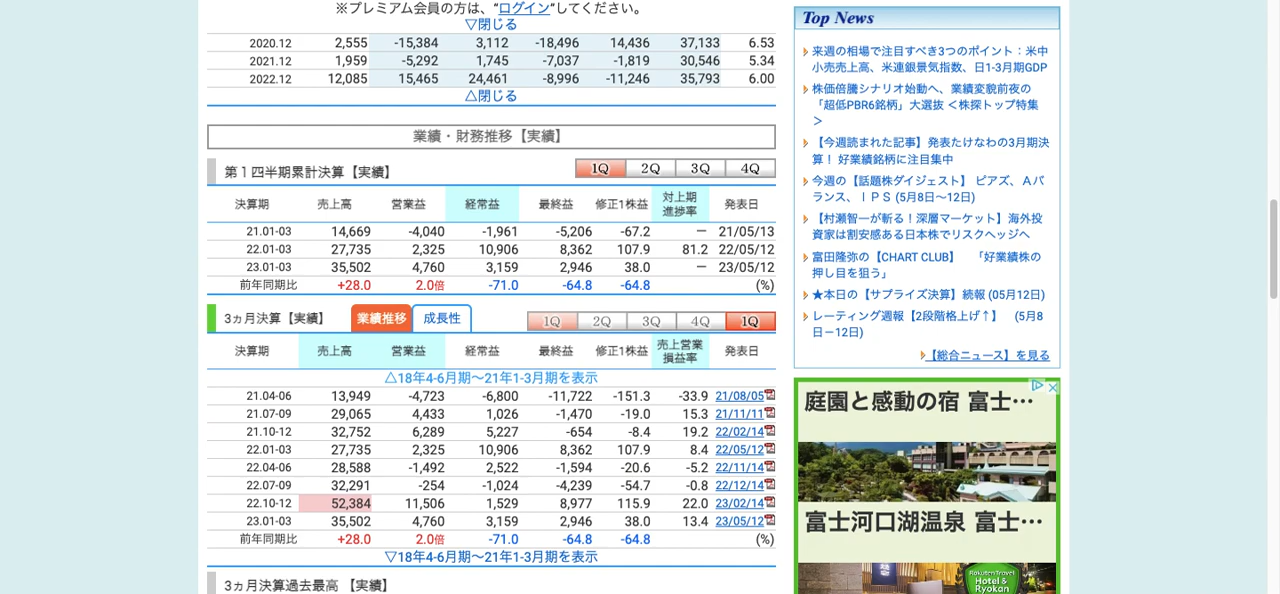 ※プレミアム会員の方は、“ログイン“してください。
▽閉じる
2020.12 2,555 -15,384 3,112 -18,496 14,436 37,133 6.53
2021.12 1,959 -5,292 1,745 -7,037 -1,819 30,546 5.34
2022.12 12,085 15,465 24,461 -8,996 -11,246 35,793 6.00
△閉じる
業績・財務推移【実績】
第1四半期累計決算【実績】 1Q 2Q 3Q 4Q
決算期 売上高 営業益 経常益 最終益 修正1株益 対上期進捗率 発表日
21.01-03 14,669 -4,040 -1,961 -5,206 -67.2 － 21/05/13
22.01-03 27,735 2,325 10,906 8,362 107.9 81.2 22/05/12
23.01-03 35,502 4,760 3,159 2,946 38.0 － 23/05/12
前年同期比 +28.0 2.0倍 -71.0 -64.8 -64.8 (%)
3ヵ月決算【実績】 業績推移 成長性 1Q 2Q 3Q 4Q 1Q
決算期 売上高 営業益 経常益 最終益 修正1株益 売上営業損益率 発表日
△18年4-6月期～21年1-3月期を表示
21.04-06 13,949 -4,723 -6,800 -11,722 -151.3 -33.9 21/08/05
21.07-09 29,065 4,433 1,026 -1,470 -19.0 15.3 21/11/11
21.10-12 32,752 6,289 5,227 -654 -8.4 19.2 22/02/14
22.01-03 27,735 2,325 10,906 8,362 107.9 8.4 22/05/12
22.04-06 28,588 -1,492 2,522 -1,594 -20.6 -5.2 22/11/14
22.07-09 32,291 -254 -1,024 -4,239 -54.7 -0.8 22/12/14
22.10-12 52,384 11,506 1,529 8,977 115.9 22.0 23/02/14
23.01-03 35,502 4,760 3,159 2,946 38.0 13.4 23/05/12
前年同期比 +28.0 2.0倍 -71.0 -64.8 -64.8 (%)
▽18年4-6月期～21年1-3月期を表示
3ヵ月決算過去最高 【実績】
Top News
来週の相場で注目すべき3つのポイント：米中
小売売上高、米連銀景気指数、日1-3月期GDP
株価倍騰シナリオ始動へ、業績変貌前夜の
「超低PBR6銘柄」大選抜 ＜株探トップ特集
＞
【今週読まれた記事】発表たけなわの3月期決
算！ 好業績銘柄に注目集中
今週の【話題株ダイジェスト】 ピアズ、Ａバ
ランス、ＩＰＳ (5月8日～12日)
【村瀬智一が斬り！深層マーケット】海外投
資家は割安感ある日本株でリスクヘッジへ
富田隆弥の【CHART CLUB】 「好業績株の
押し目を狙う」
★本日の【サプライズ決算】続報 (05月12日)
レーティング週報【2段階格上げ↑】 (5月8
日－12日)
【総合ニュース】を見る
庭園と感動の宿 富士…
富士河口湖温泉 富士…
Rakuten Travel
Hotel &
Ryokan